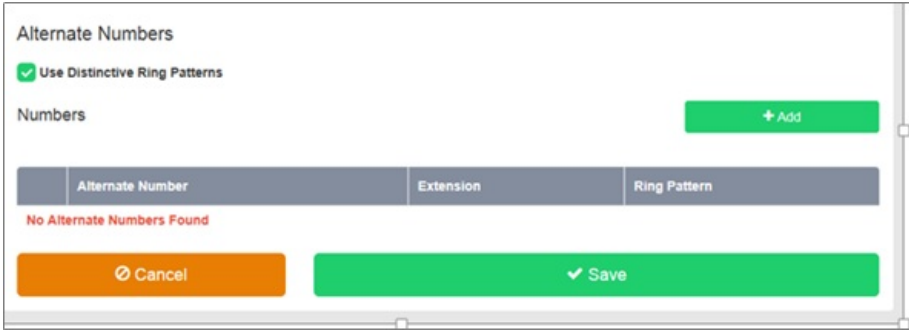 Alternate Numbers
Use Distinctive Ring Patterns
Numbers
+ Add
Alternate Number Extension Ring Pattern
No Alternate Numbers Found
Cancel Save